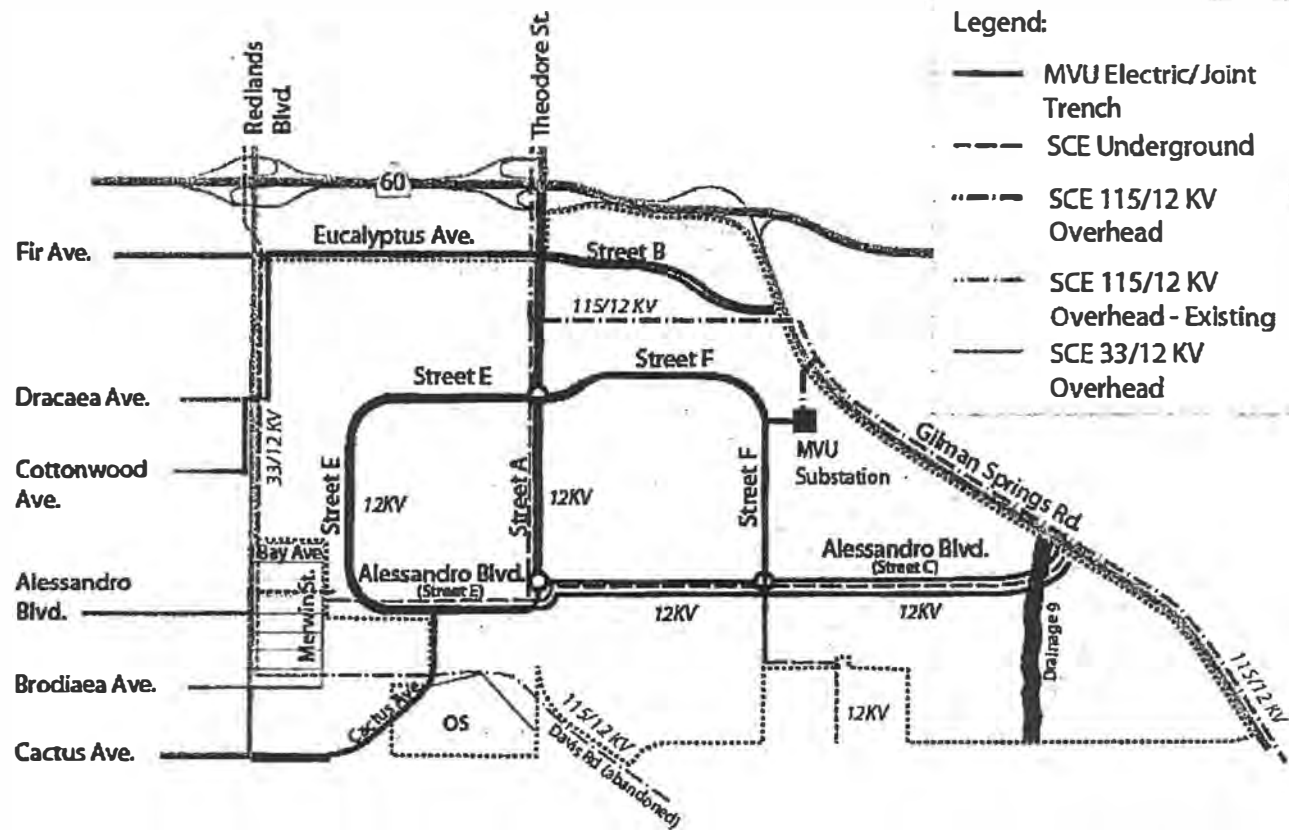 Legend:
MVU Electric/Joint
Trench
SCE Underground
SCE 115/12 KV
Overhead
SCE 115/12 KV
Overhead - Existing
SCE 33/12 KV
Overhead
Redlands
Blvd.
Theodore St.
60
Fir Ave.
Eucalyptus Ave.
Street B
115/12 KV
Street E
Street F
Dracaea Ave.
Cottonwood
Ave.
33/12 KV
Street E
12KV
Street A
12KV
Street F
MVU
Substation
Gilman Springs Rd.
Bay Ave.
Merwin St.
Alessandro
Blvd.
Alessandro Blvd.
(Street E)
Alessandro Blvd.
(Street C)
12KV
12KV
Drainage 9
115/12 KV
Brodiaea Ave.
Cactus Ave.
Cactus Ave.
OS
115/12 KV
Davis Rd (abandoned)
12KV